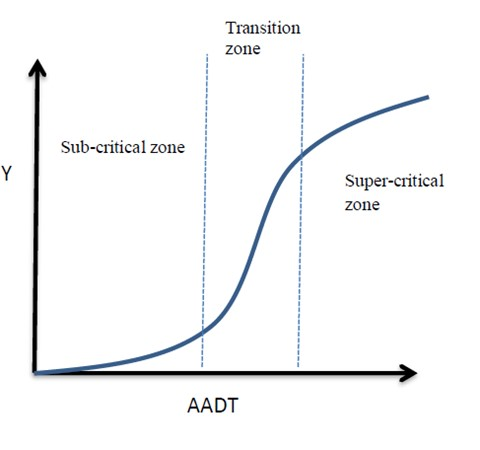 Transition
zone
Sub-critical zone
Y
Super-critical
zone
AADT